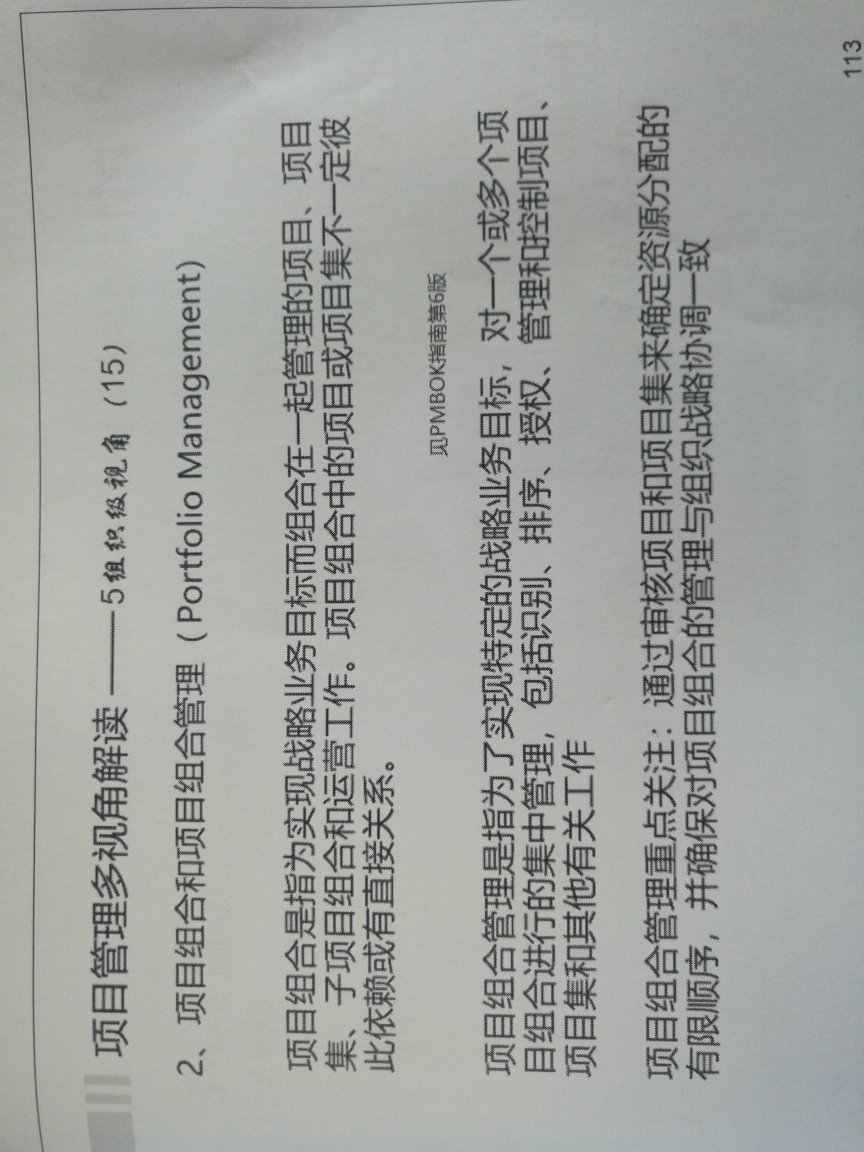 项目管理多视角解读 ——5组织级视角（15）
2、项目组合和项目组合管理（Portfolio Management）
项目组合是指为实现战略业务目标而组合在一起管理的项目、项目
集、子项目组合和运营工作。项目组合中的项目或项目集不一定彼
此依赖或有直接关系。
见PMBOK指南第6版
项目组合管理是指为了实现特定的战略业务目标，对一个或多个项
目组合进行的集中管理，包括识别、排序、授权、管理和控制项目、
项目集和其他有关工作
项目组合管理重点关注：通过审核项目和项目集来确定资源分配的
有限顺序，并确保对项目组合的管理与组织战略协调一致
113